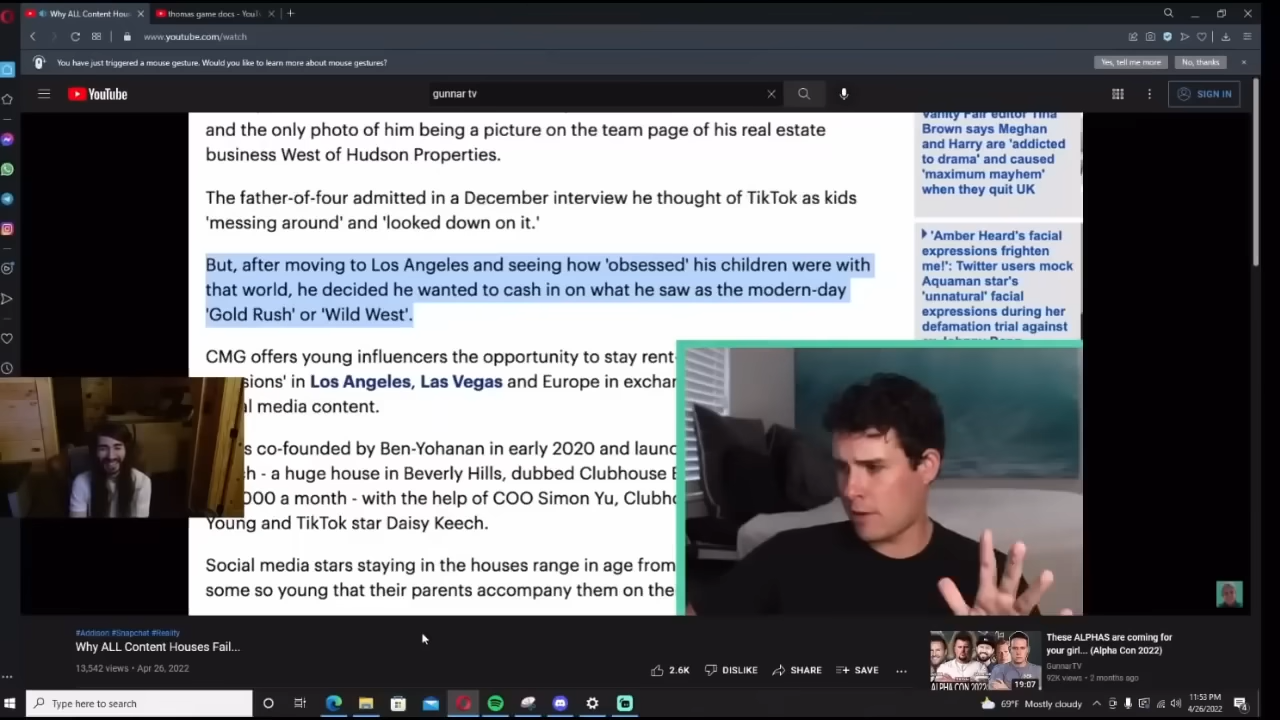 Why ALL Content Hous
thomas game docs - YouT
www.youtube.com/watch
You have just triggered a mouse gesture. Would you like to learn more about mouse gestures?
Yes, tell me more
No, thanks
YouTube
gunnar tv
SIGN IN
and the only photo of him being a picture on the team page of his real estate
business West of Hudson Properties.
The father-of-four admitted in a December interview he thought of TikTok as kids
'messing around' and 'looked down on it.'
But, after moving to Los Angeles and seeing how 'obsessed' his children were with
that world, he decided he wanted to cash in on what he saw as the modern-day
'Gold Rush' or 'Wild West'.
CMG offers young influencers the opportunity to stay rent-
sions' in Los Angeles, Las Vegas and Europe in exchan
l media content.
s co-founded by Ben-Yohanan in early 2020 and launc
h - a huge house in Beverly Hills, dubbed Clubhouse B
000 a month - with the help of COO Simon Yu, Clubho
Young and TikTok star Daisy Keech.
Social media stars staying in the houses range in age from
some so young that their parents accompany them on the
Vanity Fair editor Tina
Brown says Meghan
and Harry are 'addicted
to drama' and caused
'maximum mayhem'
when they quit UK
'Amber Heard's facial
expressions frighten
me!': Twitter users mock
Aquaman star's
'unnatural' facial
expressions during her
defamation trial against
#Addison #Snapchat #Reality
Why ALL Content Houses Fail...
13,542 views • Apr 26, 2022
2.6K
DISLIKE
SHARE
SAVE
ALPHA CON 2022
19:07
These ALPHAS are coming for
your girl... (Alpha Con 2022)
GunnarTV
92K views • 2 months ago
Type here to search
69°F Mostly cloudy
11:53 PM
4/26/2022